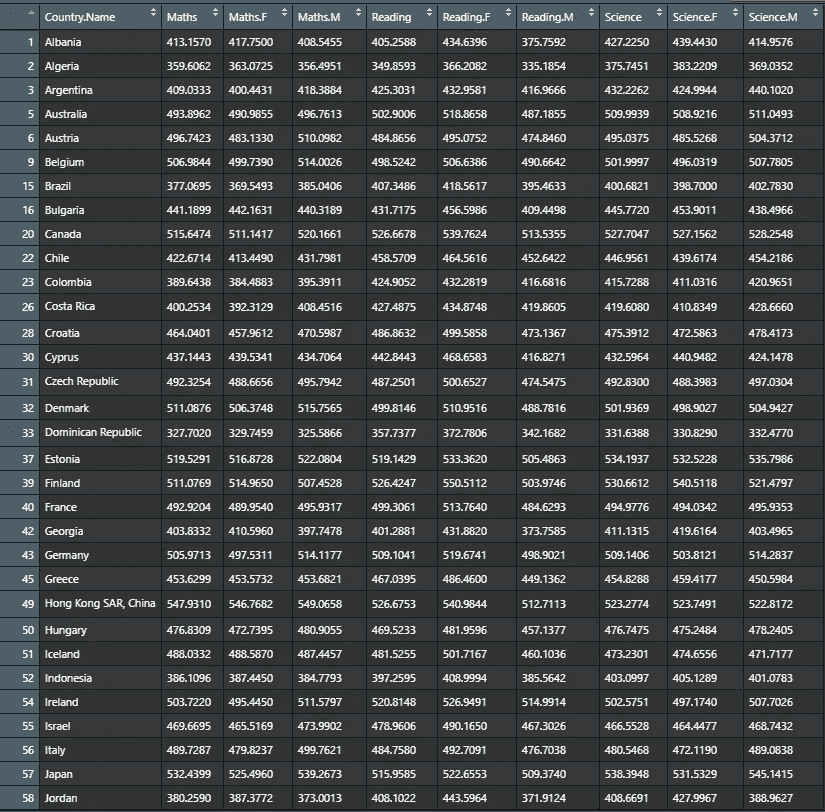 Country.Name Maths Maths.F Maths.M Reading Reading.F Reading.M Science Science.F Science.M
1 Albania 413.1570 417.7500 408.5455 405.2588 434.6396 375.7592 427.2250 439.4430 414.9576
2 Algeria 359.6062 363.0725 356.4951 349.8593 366.2082 335.1854 375.7451 383.2209 369.0352
3 Argentina 409.0333 400.4431 418.3884 425.3031 432.9581 416.9666 432.2262 424.9944 440.1020
5 Australia 493.8962 490.9855 496.7613 502.9006 518.8658 487.1855 509.9939 508.9216 511.0493
6 Austria 496.7423 483.1330 510.0982 484.8656 495.0752 474.8460 495.0375 485.5268 504.3712
9 Belgium 506.9844 499.7390 514.0026 498.5242 506.6386 490.6642 501.9997 496.0319 507.7805
15 Brazil 377.0695 369.5493 385.0406 407.3486 418.5617 395.4633 400.6821 398.7000 402.7830
16 Bulgaria 441.1899 442.1631 440.3189 431.7175 456.5986 409.4498 445.7720 453.9011 438.4966
20 Canada 515.6474 511.1417 520.1661 526.6678 539.7624 513.5355 527.7047 527.1562 528.2548
22 Chile 422.6714 413.4490 431.7981 458.5709 464.5616 452.6422 446.9561 439.6174 454.2186
23 Colombia 389.6438 384.4883 395.3911 424.9052 432.2819 416.6816 415.7288 411.0316 420.9651
26 Costa Rica 400.2534 392.3129 408.4516 427.4875 434.8748 419.8605 419.6080 410.8349 428.6660
28 Croatia 464.0401 457.9612 470.5987 486.8632 499.5858 473.1367 475.3912 472.5863 478.4173
30 Cyprus 437.1443 439.5341 434.7064 442.8443 468.6583 416.8271 432.5964 440.9482 424.1478
31 Czech Republic 492.3254 488.6656 495.7942 487.2501 500.6527 474.5475 492.8300 488.3983 497.0304
32 Denmark 511.0876 506.3748 515.7565 499.8146 510.9516 488.7816 501.9369 498.9027 504.9427
33 Dominican Republic 327.7020 329.7459 325.5866 357.7377 372.7806 342.1682 331.6388 330.8290 332.4770
37 Estonia 519.5291 516.8728 522.0804 519.1429 533.3620 505.4863 534.1937 532.5228 535.7986
39 Finland 511.0769 514.9650 507.4528 526.4247 550.5112 503.9746 530.6612 540.5118 521.4797
40 France 492.9204 489.9540 495.9317 499.3061 513.7640 484.6293 494.9776 494.0342 495.9353
42 Georgia 403.8332 410.5960 397.7478 401.2881 431.8820 373.7585 411.1315 419.6164 403.4965
43 Germany 505.9713 497.5311 514.1177 509.1041 519.6741 498.9021 509.1406 503.8121 514.2837
45 Greece 453.6299 453.5732 453.6821 467.0395 486.4600 449.1362 454.8288 459.4177 450.5984
49 Hong Kong SAR, China 547.9310 546.7682 549.0658 526.6753 540.9844 512.7113 523.2774 523.7491 522.8172
50 Hungary 476.8309 472.7395 480.9055 469.5233 481.9596 457.1377 476.7475 475.2484 478.2405
51 Iceland 488.0332 488.5870 487.4457 481.5255 501.7167 460.1036 473.2301 474.6556 471.7177
52 Indonesia 386.1096 387.4450 384.7793 397.2595 408.9994 385.5642 403.0997 405.1289 401.0783
54 Ireland 503.7220 495.4450 511.5797 520.8148 526.9491 514.9914 502.5751 497.1740 507.7026
55 Israel 469.6695 465.5169 473.9902 478.9606 490.1650 467.3026 466.5528 464.4477 468.7432
56 Italy 489.7287 479.8237 499.7621 484.7580 492.7091 476.7038 480.5468 472.1190 489.0838
57 Japan 532.4399 525.4960 539.2673 515.9585 522.6553 509.3740 538.3948 531.5329 545.1415
58 Jordan 380.2590 387.3772 373.0013 408.1022 443.5964 371.9124 408.6691 427.9967 388.9627